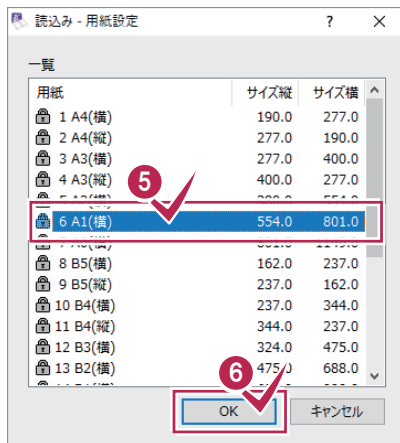 読込み - 用紙設定 ? ×
一覧
用紙 サイズ縦 サイズ横
1 A4(横) 190.0 277.0
2 A4(縦) 277.0 190.0
3 A3(横) 277.0 400.0
4 A3(縦) 400.0 277.0
5
6 A1(横) 554.0 801.0
8 B5(横) 162.0 237.0
9 B5(縦) 237.0 162.0
10 B4(横) 237.0 344.0
11 B4(縦) 344.0 237.0
12 B3(横) 324.0 475.0
13 B2(横) 475.0 688.0
6
OK キャンセル